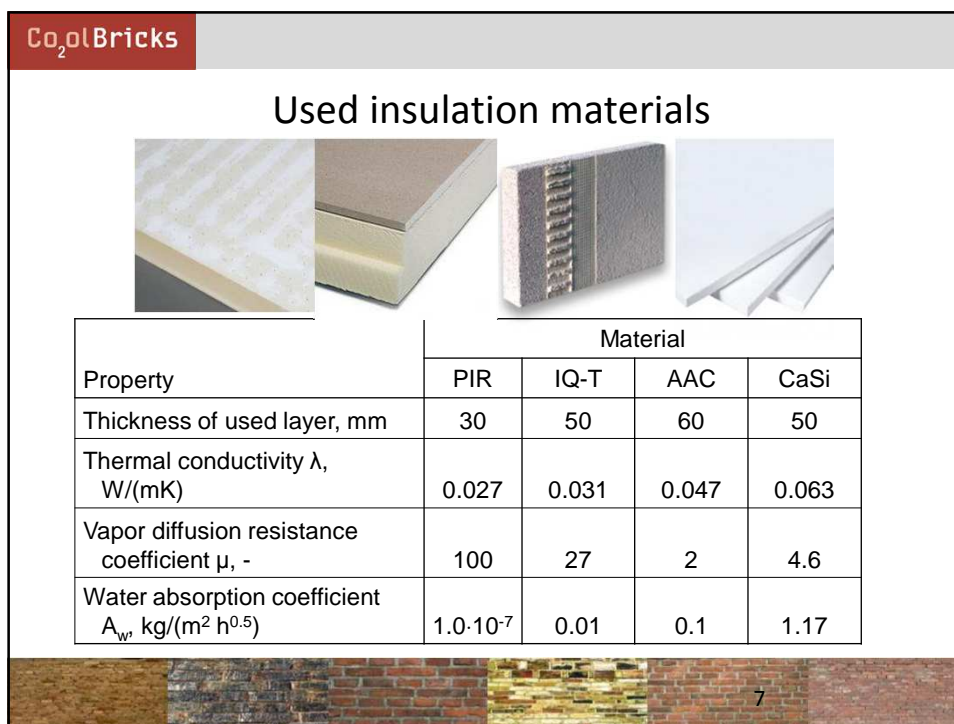 Co2olBricks
Used insulation materials
Material
Property PIR IQ-T AAC CaSi
Thickness of used layer, mm 30 50 60 50
Thermal conductivity λ,
W/(mK) 0.027 0.031 0.047 0.063
Vapor diffusion resistance
coefficient μ, - 100 27 2 4.6
Water absorption coefficient
Aw, kg/(m² h⁰·⁵) 1.0·10⁻⁷ 0.01 0.1 1.17
7